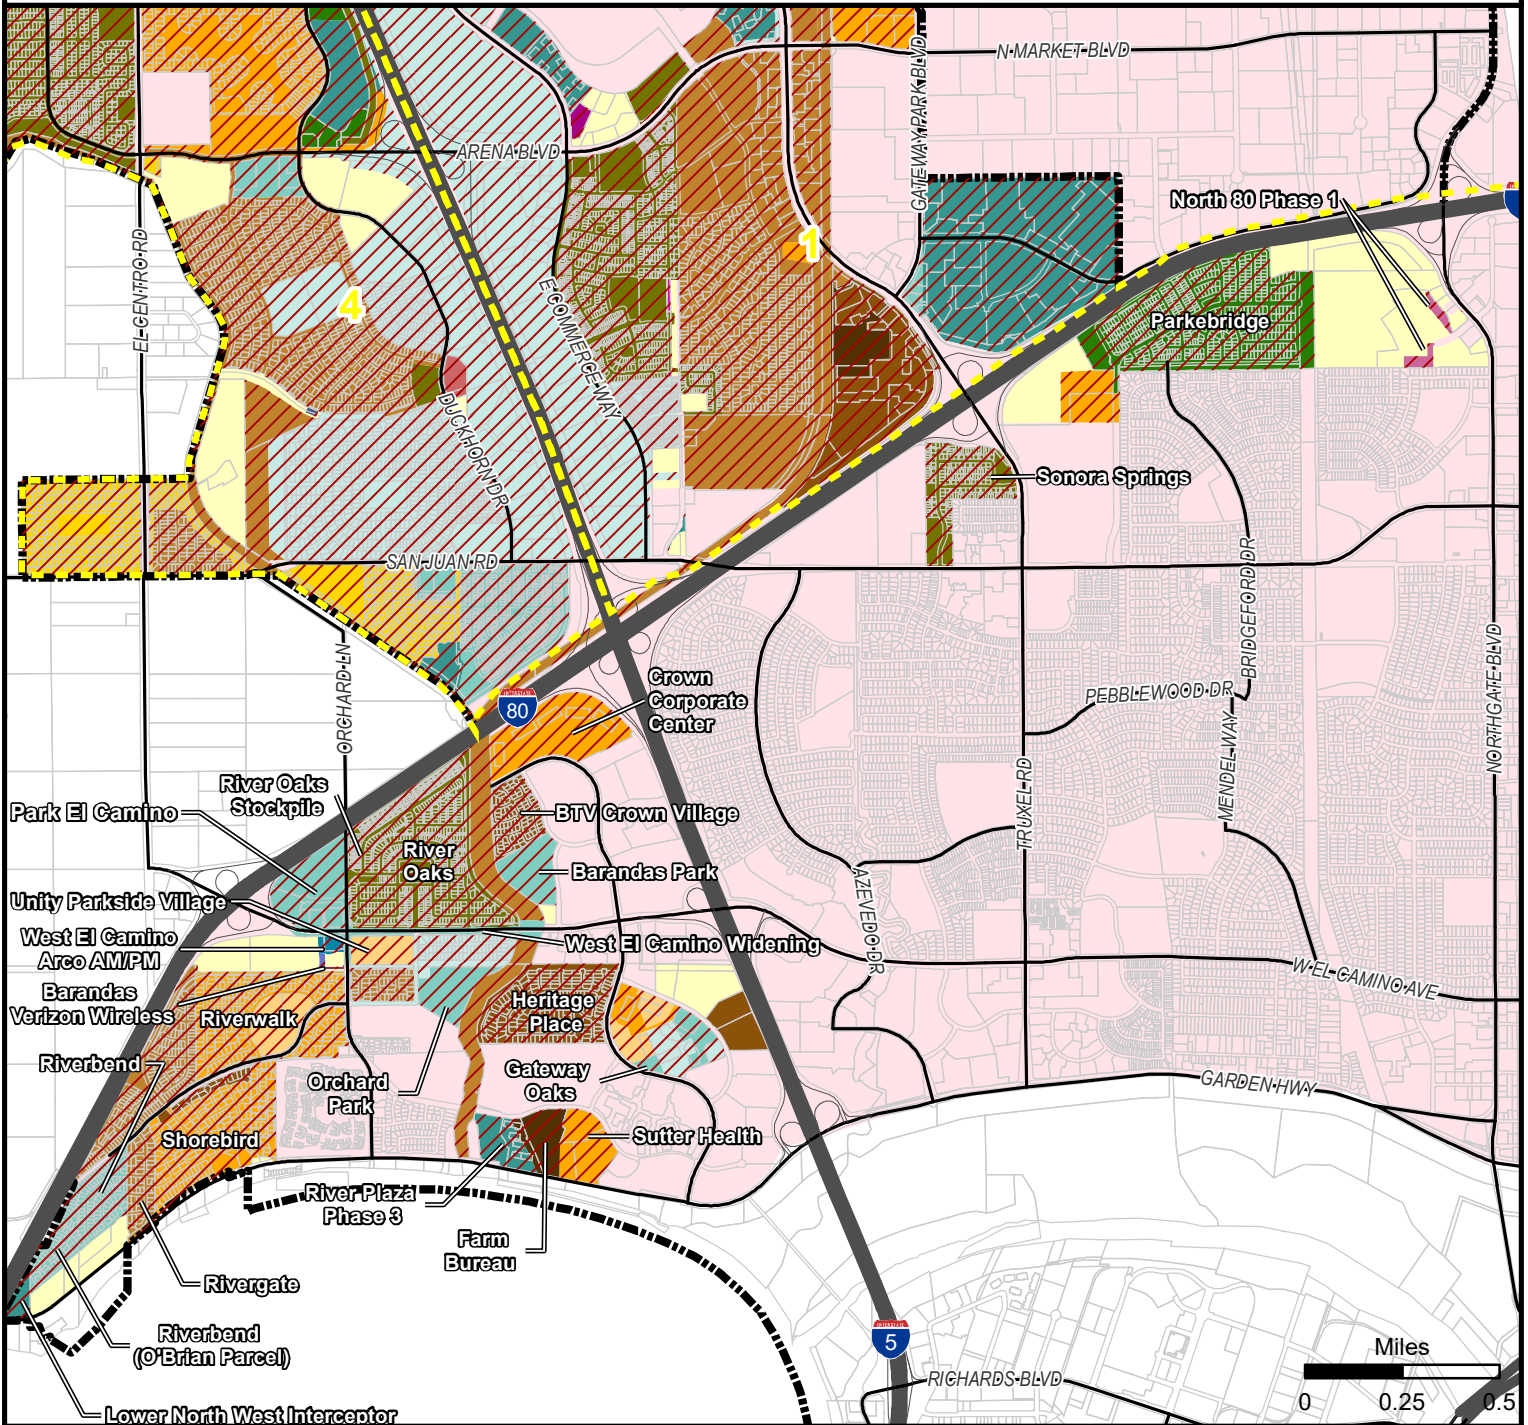 N MARKET BLVD
GATEWAY PARK BLVD
ARENA BLVD
North 80 Phase 1
EL CENTRO RD
1
4
E COMMERCE WAY
Parkebridge
DUCKHORN DR
Sonora Springs
SAN JUAN RD
BRIDGEFORD DR
ORCHARD LN
NORTHGATE BLVD
Crown
Corporate
Center
INTERSTATE
80
PEBBLEWOOD DR
MENDEL WAY
TRUXEL RD
River Oaks
Stockpile
Park El Camino
BTV Crown Village
River
Oaks
Barandas Park
AZEVEDO DR
Unity Parkside Village
West El Camino
Arco AM/PM
West El Camino Widening
W EL CAMINO AVE
Barandas
Verizon Wireless
Riverwalk
Heritage
Place
Riverbend
Orchard
Park
Gateway
Oaks
GARDEN HWY
Shorebird
Sutter Health
River Plaza
Phase 3
Farm
Bureau
Rivergate
Riverbend
(O'Brian Parcel)
INTERSTATE
5
RICHARDS BLVD
Miles
0 0.25 0.5
Lower North West Interceptor